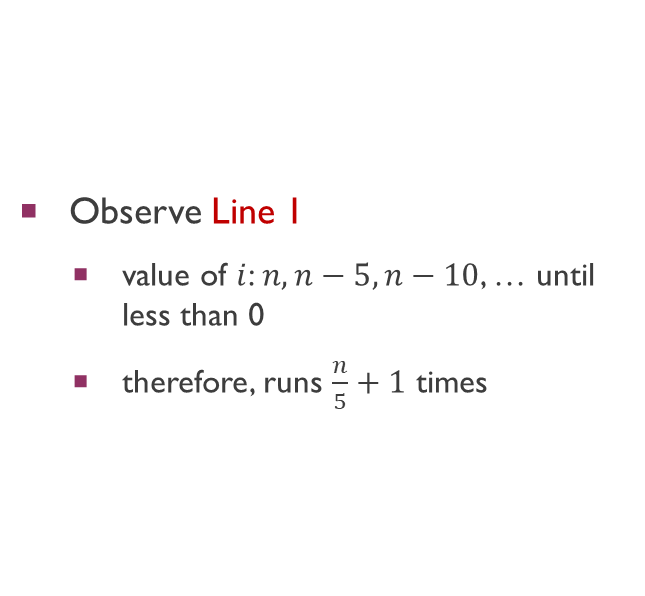 Observe Line 1
value of i: n, n − 5, n − 10, … until
less than 0
therefore, runs n/5 + 1 times